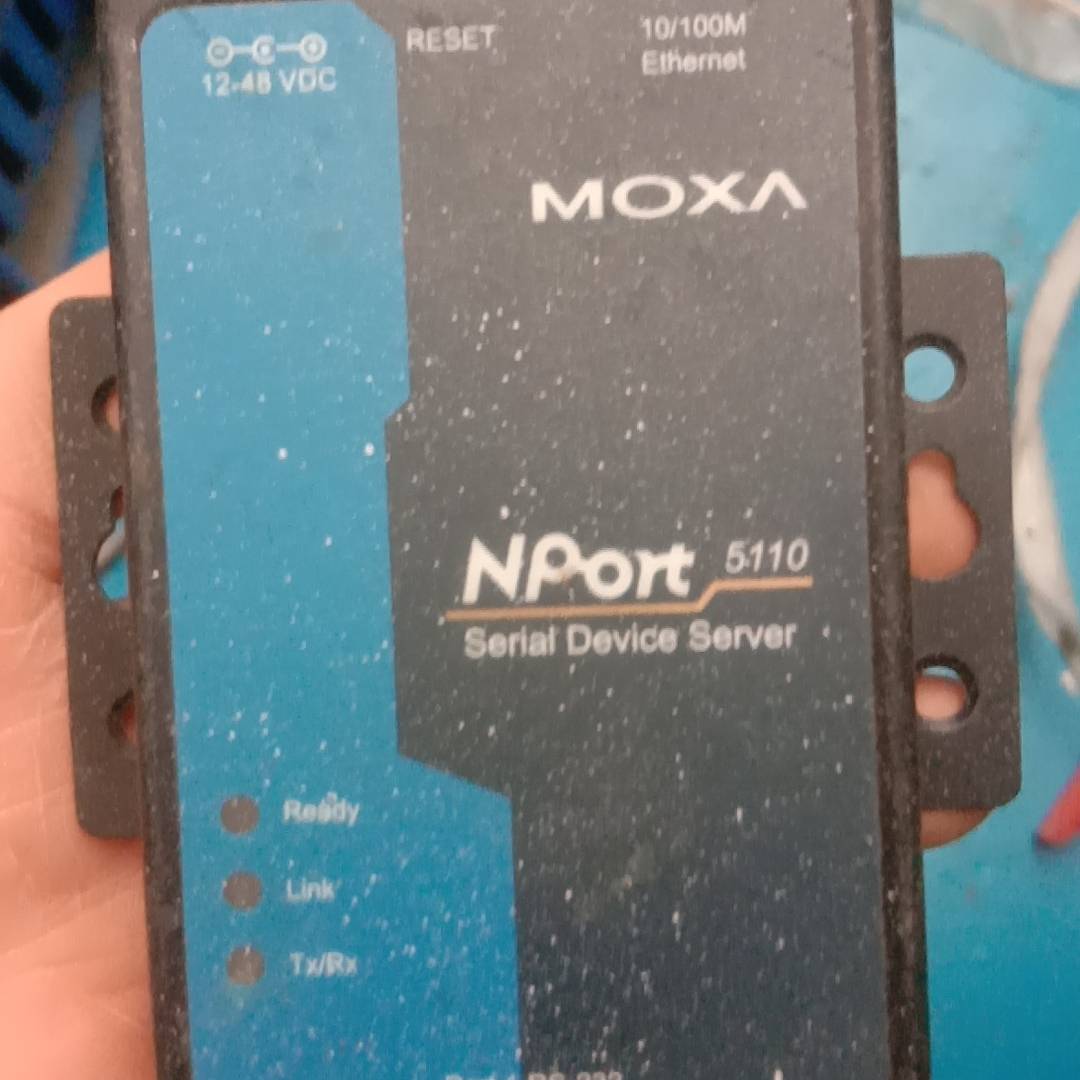 12-48 VDC
RESET
10/100M
Ethernet
MOXA
NPort 5110
Serial Device Server
Ready
Link
Tx/Rx